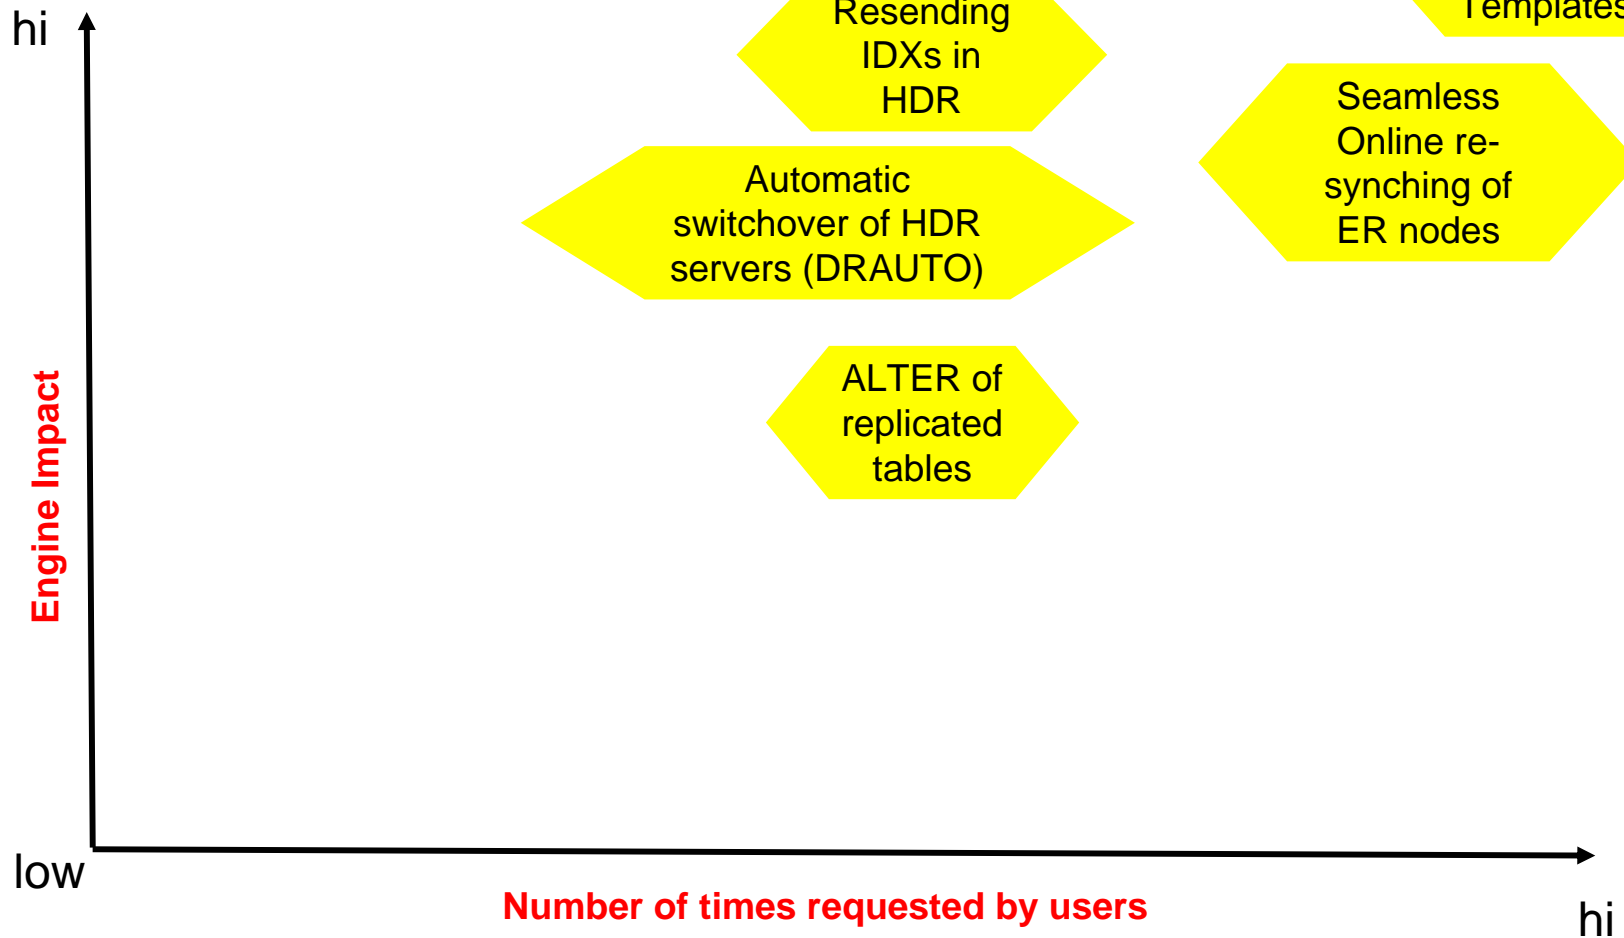 hi
Resending
IDXs in
HDR
Templates
Seamless
Online re-
synching of
ER nodes
Automatic
switchover of HDR
servers (DRAUTO)
ALTER of
replicated
tables
Engine Impact
low
Number of times requested by users
hi